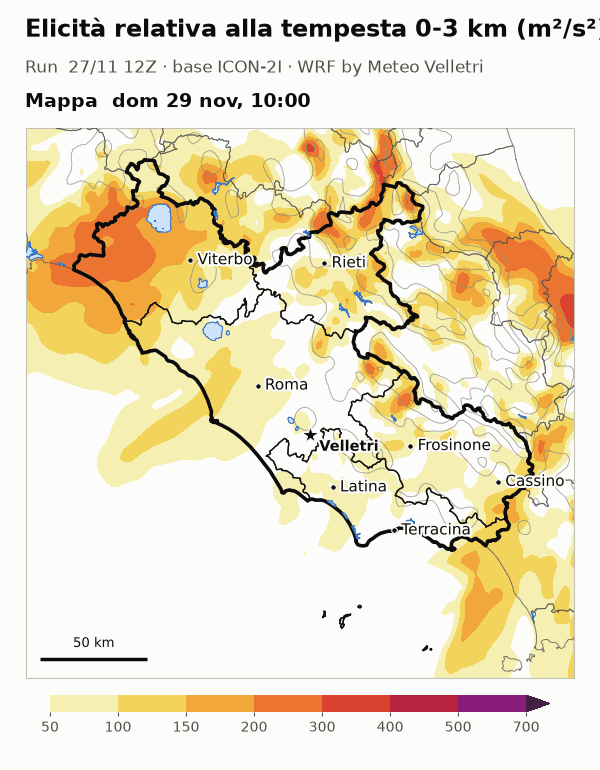 Elicità relativa alla tempesta 0-3 km (m²/s²)
Run 27/11 12Z · base ICON-2I · WRF by Meteo Velletri
Mappa dom 29 nov, 10:00
Viterbo
Rieti
Roma
Velletri
Frosinone
Cassino
Latina
Terracina
50 km
50 100 150 200 300 400 500 700